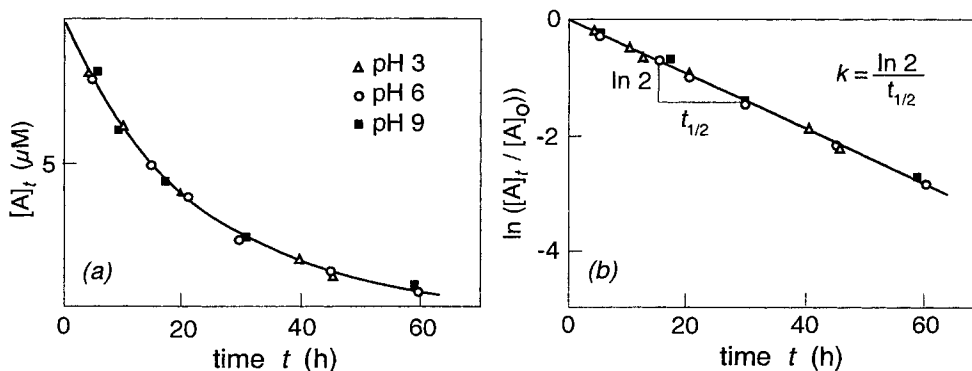 [A]t (μM)
5
△ pH 3
○ pH 6
■ pH 9
(a)
0 20 40 60
time t (h)
ln ([A]t / [A]O))
0
-2
-4
ln 2
t1/2
k = ln 2 / t1/2
(b)
0 20 40 60
time t (h)